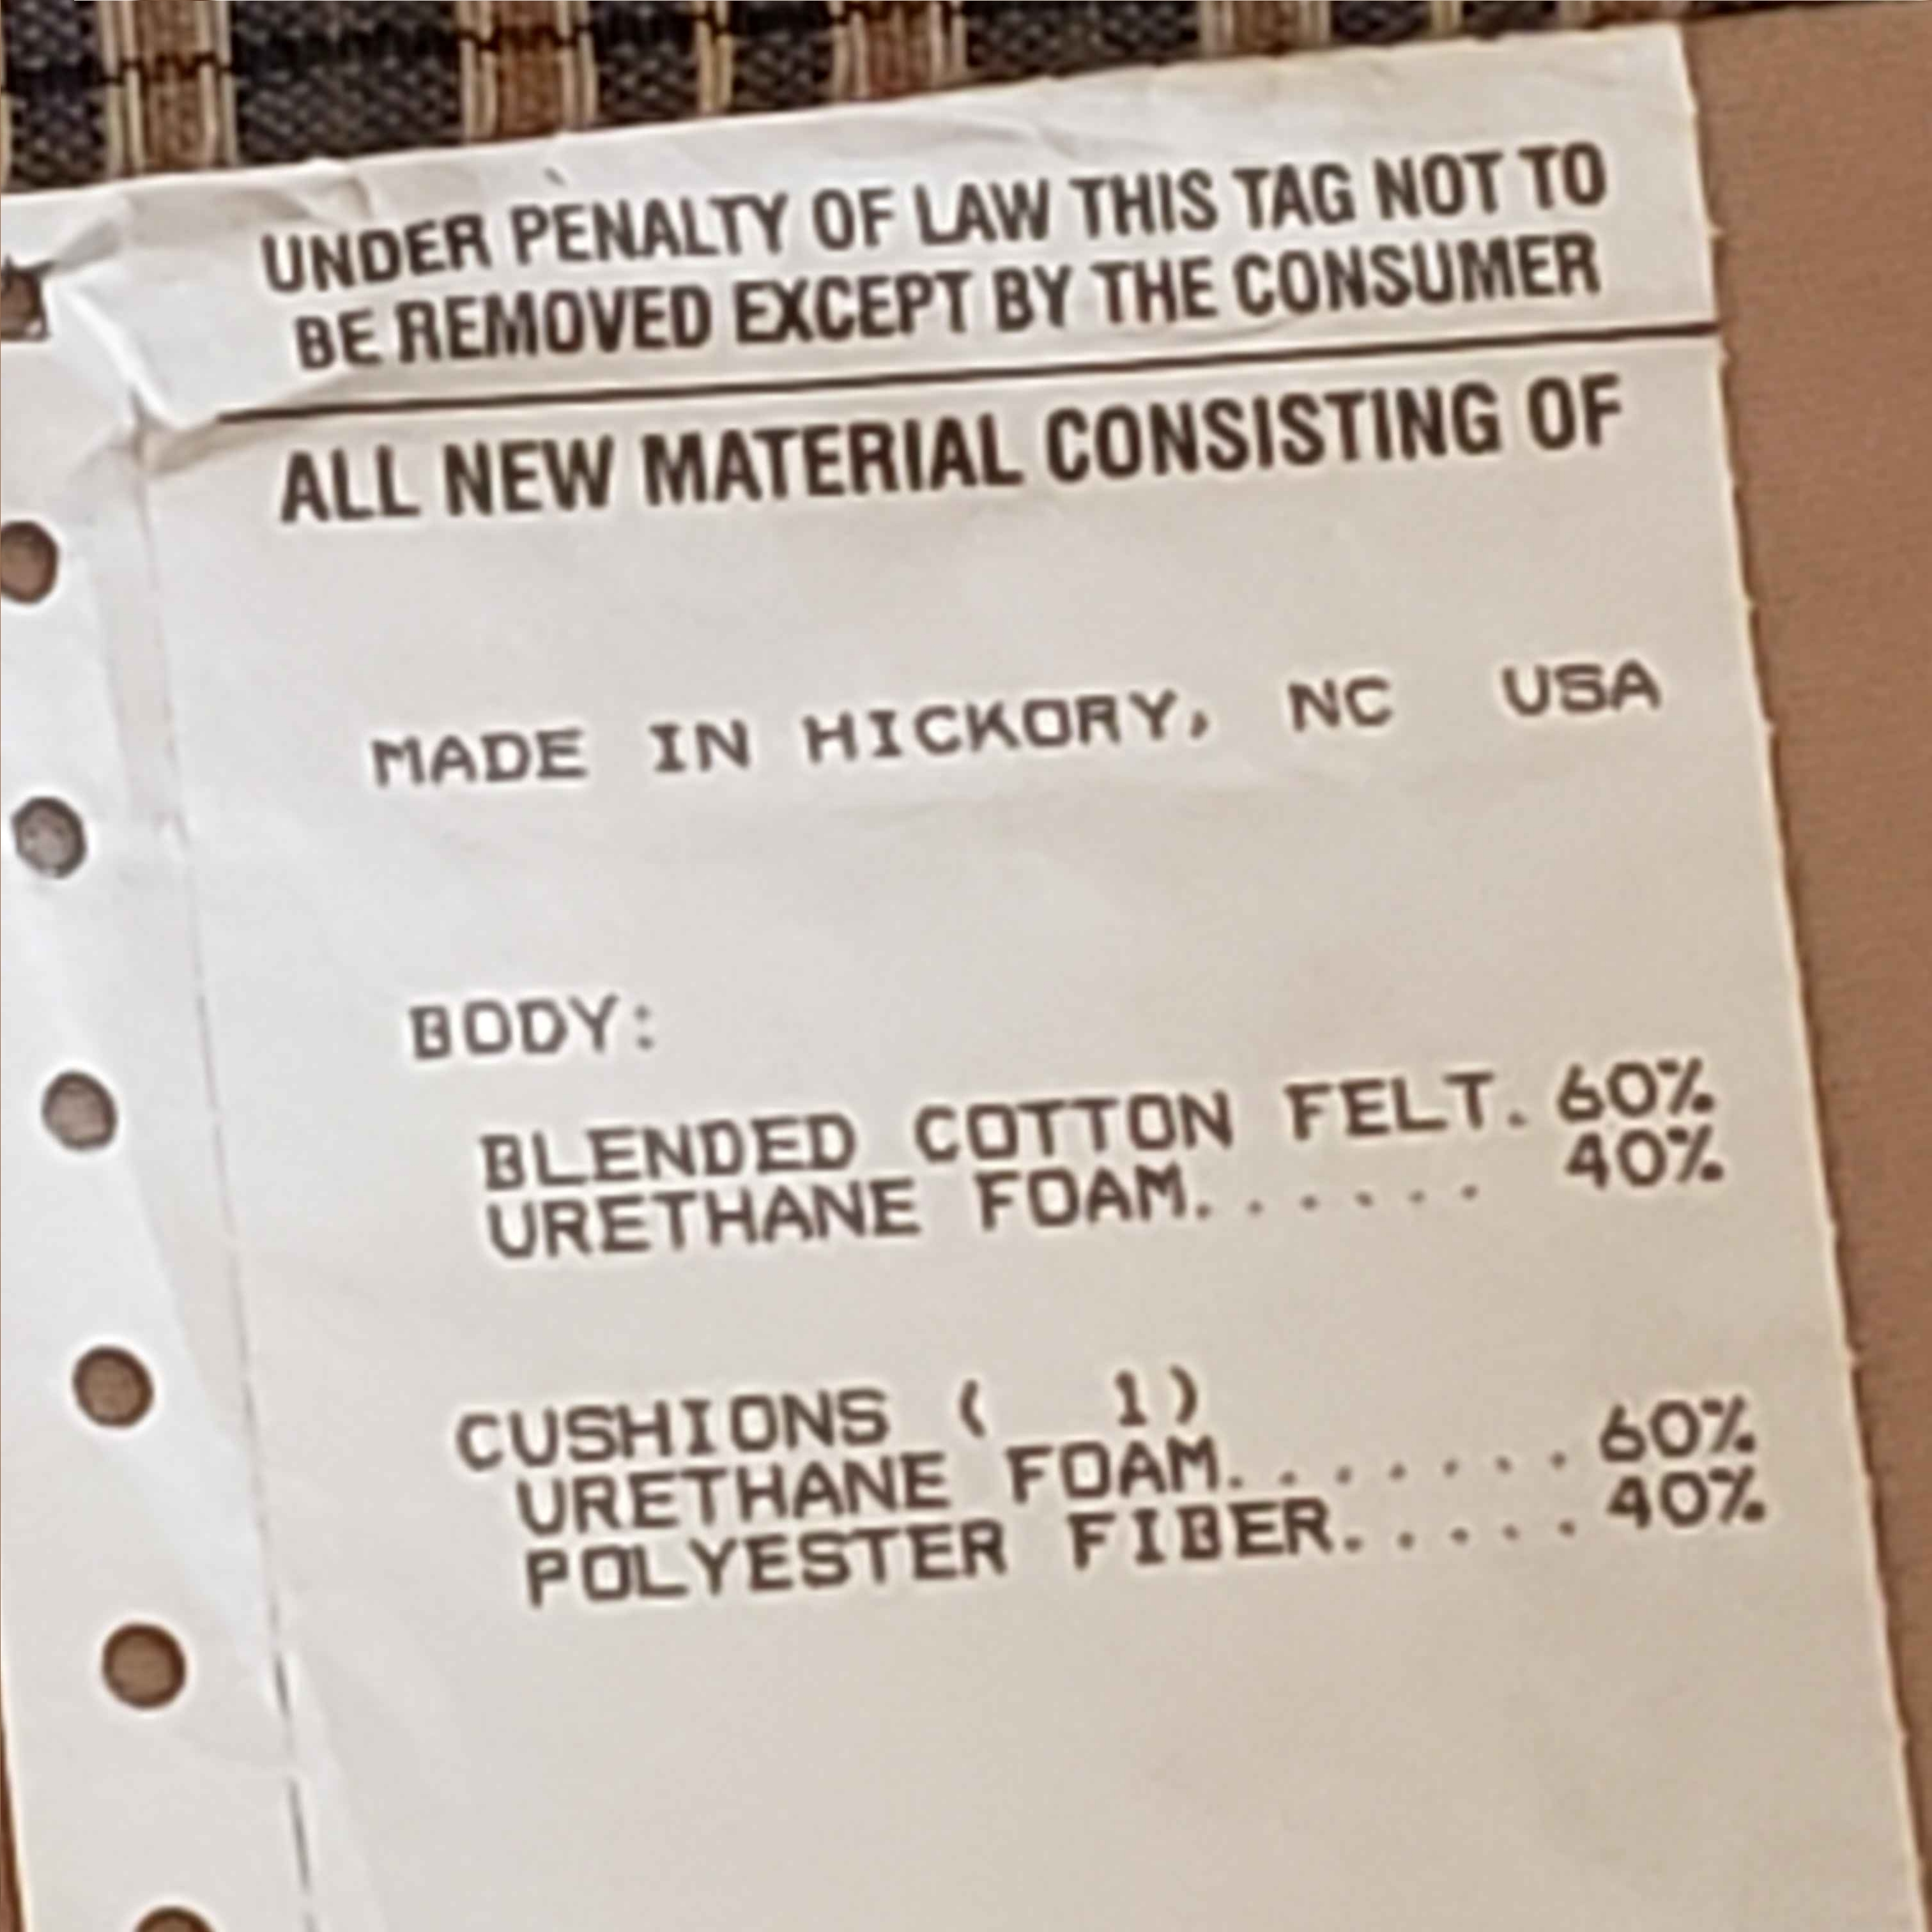 UNDER PENALTY OF LAW THIS TAG NOT TO
BE REMOVED EXCEPT BY THE CONSUMER
ALL NEW MATERIAL CONSISTING OF
MADE IN HICKORY, NC USA
BODY:
BLENDED COTTON FELT. 60%
URETHANE FOAM...... 40%
CUSHIONS ( 1)
URETHANE FOAM....... 60%
POLYESTER FIBER..... 40%